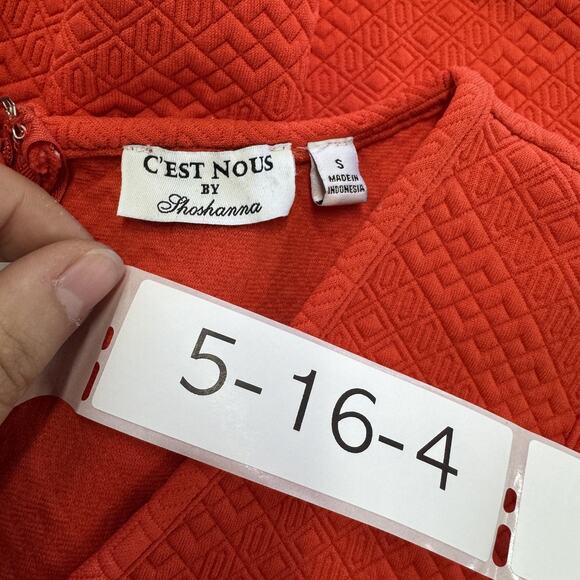 C'EST NOUS
BY
Shoshanna
S
MADE IN
INDONESIA
5-16-4